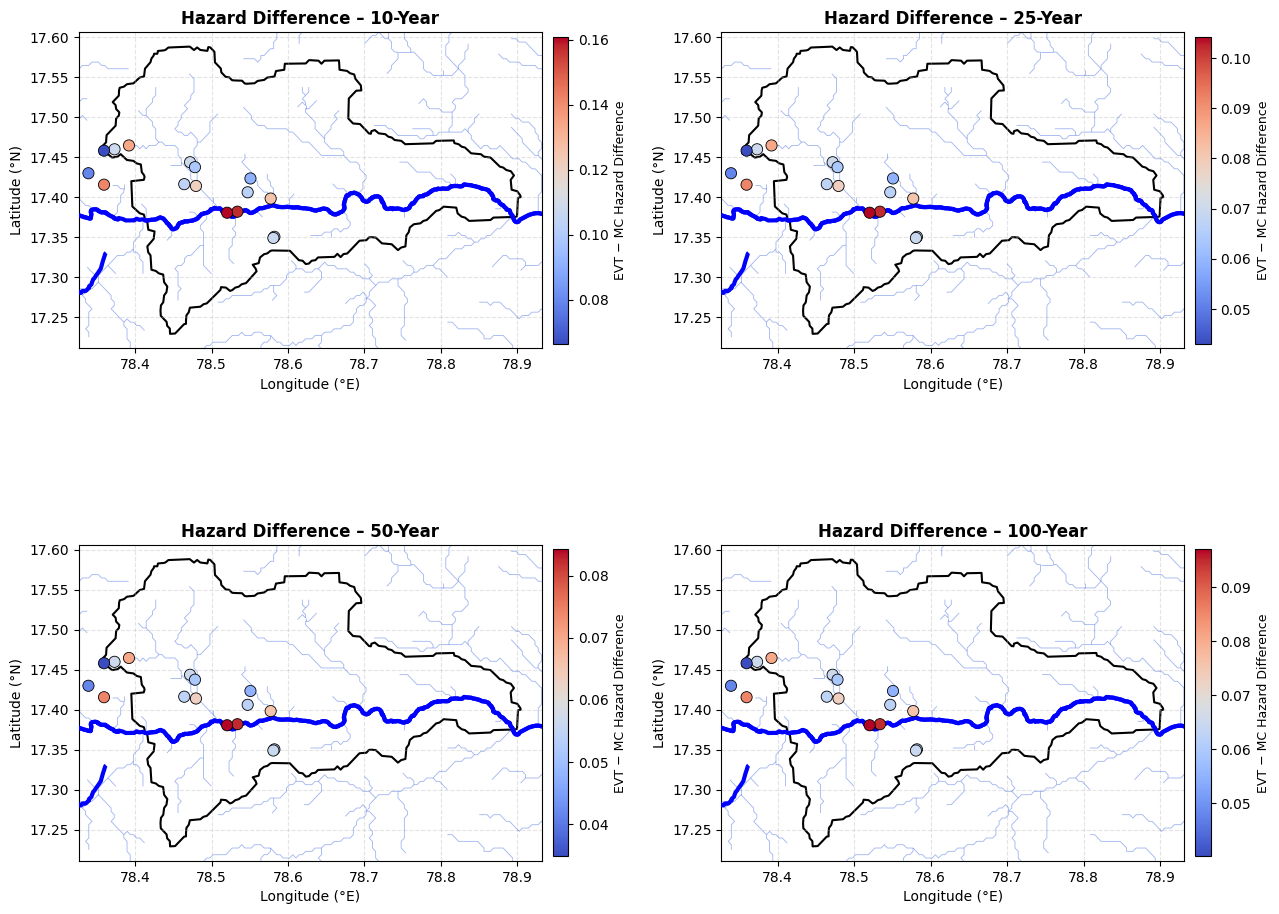 Hazard Difference – 10-Year
17.60
17.55
17.50
17.45
17.40
17.35
17.30
17.25
Latitude (°N)
78.4 78.5 78.6 78.7 78.8 78.9
Longitude (°E)
0.16
0.14
0.12
0.10
0.08
EVT − MC Hazard Difference
Hazard Difference – 25-Year
17.60
17.55
17.50
17.45
17.40
17.35
17.30
17.25
Latitude (°N)
78.4 78.5 78.6 78.7 78.8 78.9
Longitude (°E)
0.10
0.09
0.08
0.07
0.06
0.05
EVT − MC Hazard Difference
Hazard Difference – 50-Year
17.60
17.55
17.50
17.45
17.40
17.35
17.30
17.25
Latitude (°N)
78.4 78.5 78.6 78.7 78.8 78.9
Longitude (°E)
0.08
0.07
0.06
0.05
0.04
EVT − MC Hazard Difference
Hazard Difference – 100-Year
17.60
17.55
17.50
17.45
17.40
17.35
17.30
17.25
Latitude (°N)
78.4 78.5 78.6 78.7 78.8 78.9
Longitude (°E)
0.09
0.08
0.07
0.06
0.05
EVT − MC Hazard Difference